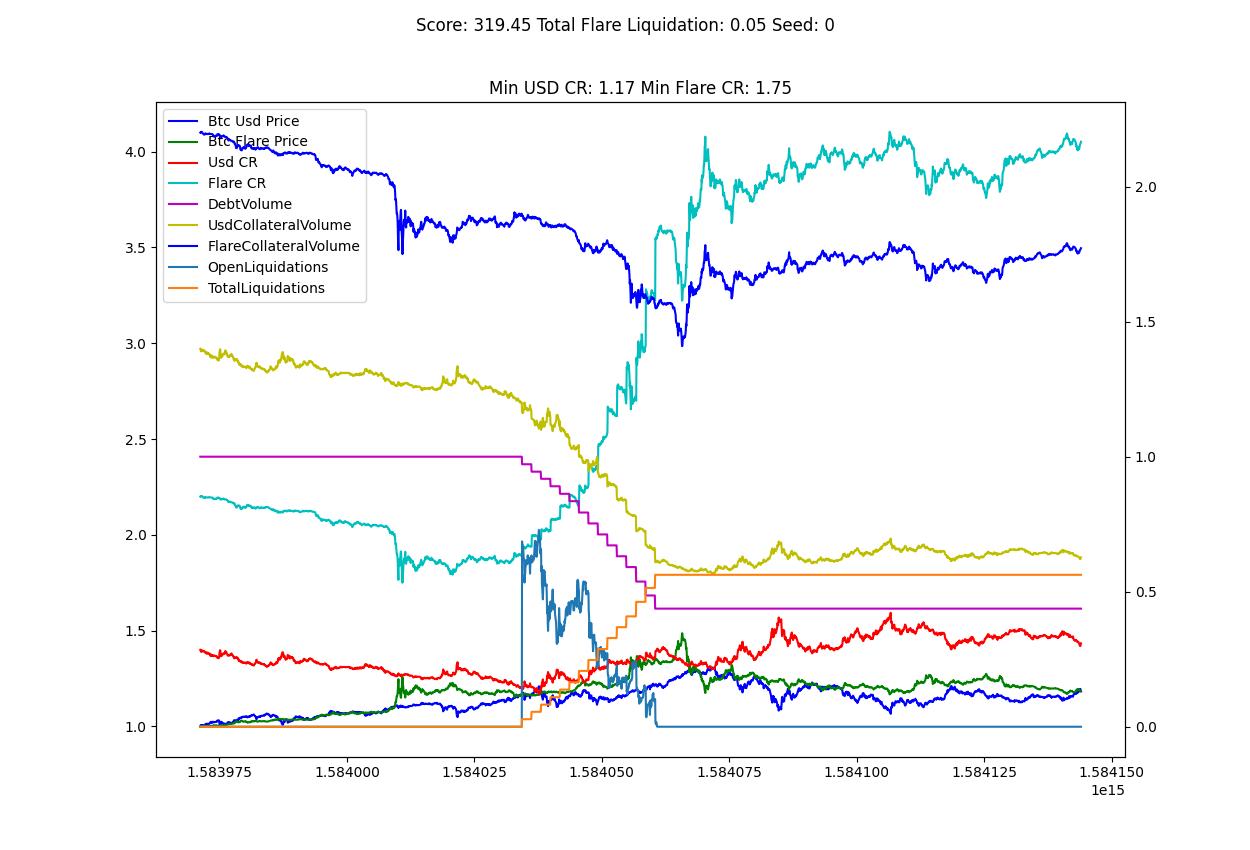 Score: 319.45 Total Flare Liquidation: 0.05 Seed: 0
Min USD CR: 1.17 Min Flare CR: 1.75
Btc Usd Price
Btc Flare Price
Usd CR
Flare CR
DebtVolume
UsdCollateralVolume
FlareCollateralVolume
OpenLiquidations
TotalLiquidations
4.0
3.5
3.0
2.5
2.0
1.5
1.0
2.0
1.5
1.0
0.5
0.0
1.583975 1.584000 1.584025 1.584050 1.584075 1.584100 1.584125 1.584150
1e15